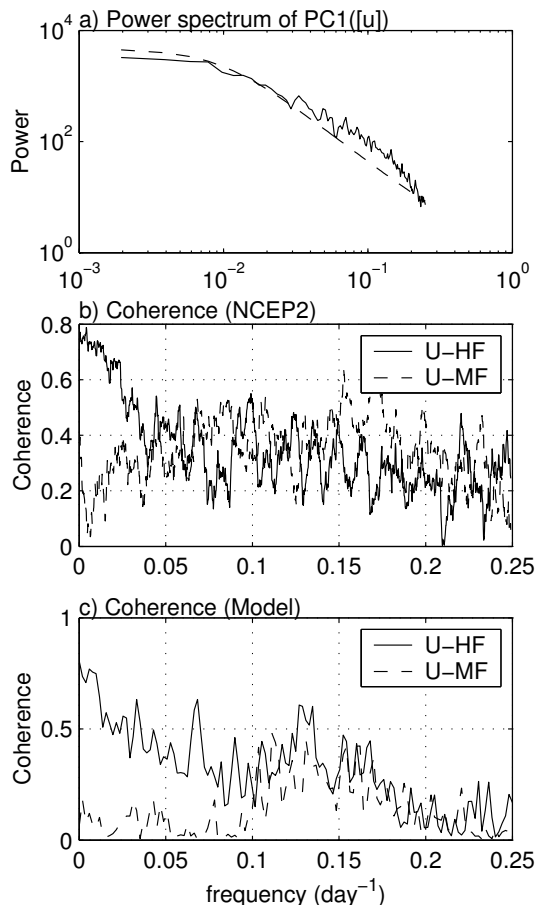 a) Power spectrum of PC1([u])
10^4
10^2
10^0
Power
10^-3 10^-2 10^-1 10^0
b) Coherence (NCEP2)
0.8
0.6
0.4
0.2
0
Coherence
U-HF
U-MF
0 0.05 0.1 0.15 0.2 0.25
c) Coherence (Model)
1
0.5
0
Coherence
U-HF
U-MF
0 0.05 0.1 0.15 0.2 0.25
frequency (day^-1)